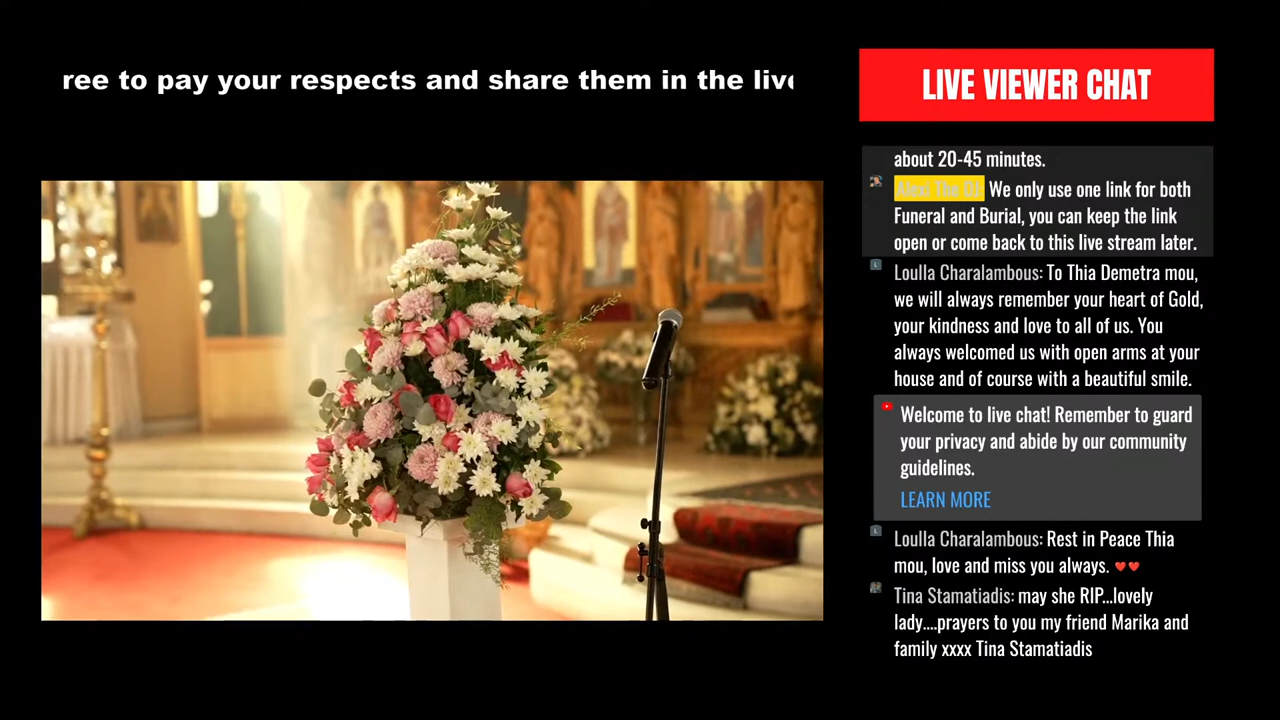 ree to pay your respects and share them in the live
LIVE VIEWER CHAT
about 20-45 minutes.
Alexi The DJ: We only use one link for both
Funeral and Burial, you can keep the link
open or come back to this live stream later.
Loulla Charalambous: To Thia Demetra mou,
we will always remember your heart of Gold,
your kindness and love to all of us. You
always welcomed us with open arms at your
house and of course with a beautiful smile.
Welcome to live chat! Remember to guard
your privacy and abide by our community
guidelines.
LEARN MORE
Loulla Charalambous: Rest in Peace Thia
mou, love and miss you always. ♥♥
Tina Stamatiadis: may she RIP...lovely
lady....prayers to you my friend Marika and
family xxxx Tina Stamatiadis